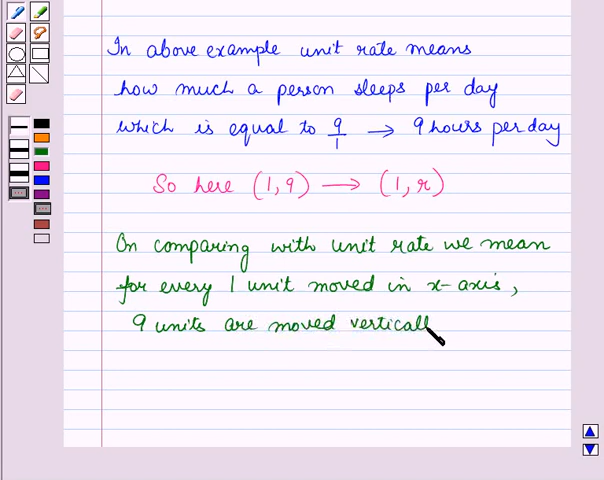 In above example unit rate means
how much a person sleeps per day
which is equal to 9/1 → 9 hours per day
So here (1, 9) → (1, r)
On comparing with unit rate we mean
for every 1 unit moved in x-axis,
9 units are moved verticall